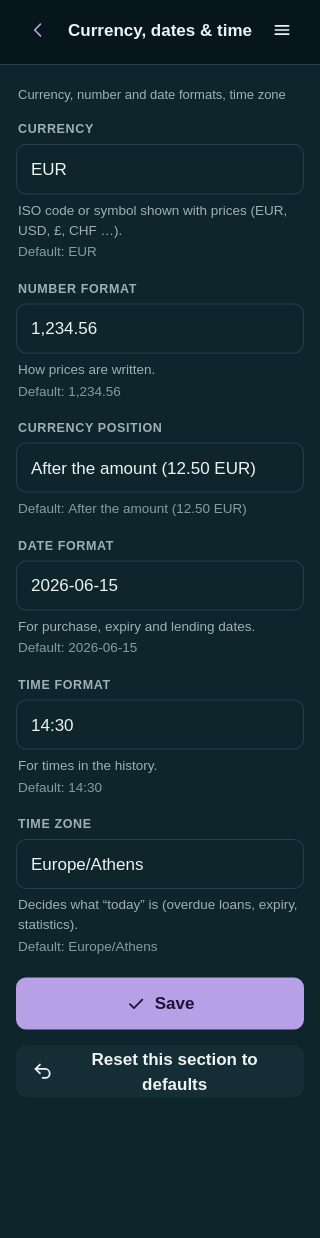 Currency, dates & time
Currency, number and date formats, time zone
CURRENCY
EUR
ISO code or symbol shown with prices (EUR,
USD, £, CHF …).
Default: EUR
NUMBER FORMAT
1,234.56
How prices are written.
Default: 1,234.56
CURRENCY POSITION
After the amount (12.50 EUR)
Default: After the amount (12.50 EUR)
DATE FORMAT
2026-06-15
For purchase, expiry and lending dates.
Default: 2026-06-15
TIME FORMAT
14:30
For times in the history.
Default: 14:30
TIME ZONE
Europe/Athens
Decides what “today” is (overdue loans, expiry,
statistics).
Default: Europe/Athens
Save
Reset this section to
defaults